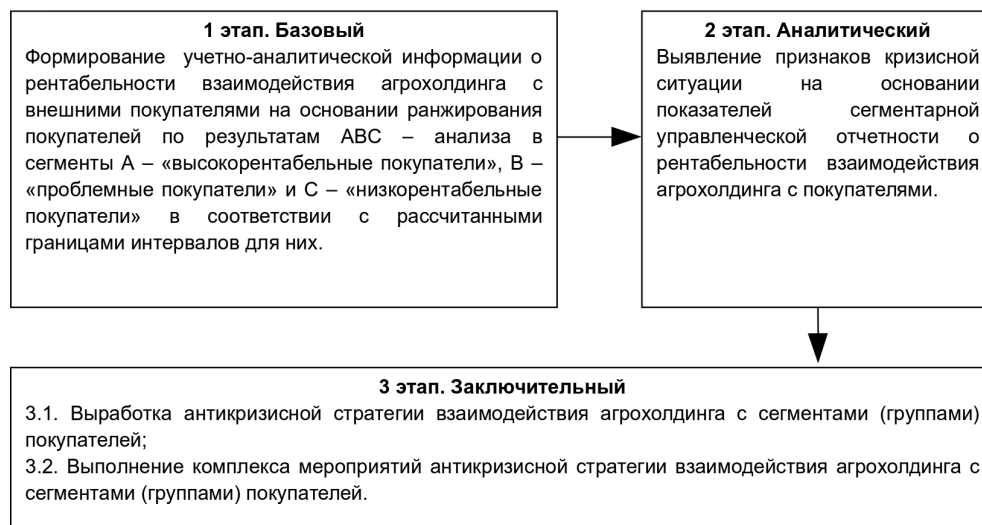 1 этап. Базовый
Формирование учетно-аналитической информации о
рентабельности взаимодействия агрохолдинга с
внешними покупателями на основании ранжирования
покупателей по результатам АВС – анализа в
сегменты А – «высокорентабельные покупатели», В –
«проблемные покупатели» и С – «низкорентабельные
покупатели» в соответствии с рассчитанными
границами интервалов для них.
2 этап. Аналитический
Выявление признаков кризисной
ситуации на основании
показателей сегментарной
управленческой отчетности о
рентабельности взаимодействия
агрохолдинга с покупателями.
3 этап. Заключительный
3.1. Выработка антикризисной стратегии взаимодействия агрохолдинга с сегментами (группами)
покупателей;
3.2. Выполнение комплекса мероприятий антикризисной стратегии взаимодействия агрохолдинга с
сегментами (группами) покупателей.